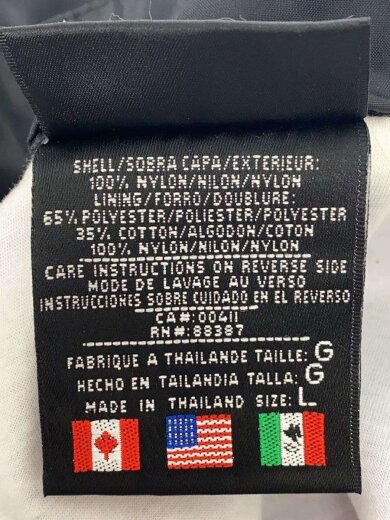 SHELL/SOBRA CAPA/EXTERIEUR:
100% NYLON/NILON/NYLON
LINING/FORRO/DOUBLURE:
65% POLYESTER/POLIESTER/POLYESTER
35% COTTON/ALGODON/COTON
100% NYLON/NILON/NYLON
CARE INSTRUCTIONS ON REVERSE SIDE
MODE DE LAVAGE AU VERSO
INSTRUCCIONES SOBRE CUIDADO EN EL REVERSO
CA#:00411
RN#:88387
FABRIQUE A THAILANDE TAILLE: G
HECHO EN TAILANDIA TALLA: G
MADE IN THAILAND SIZE: L